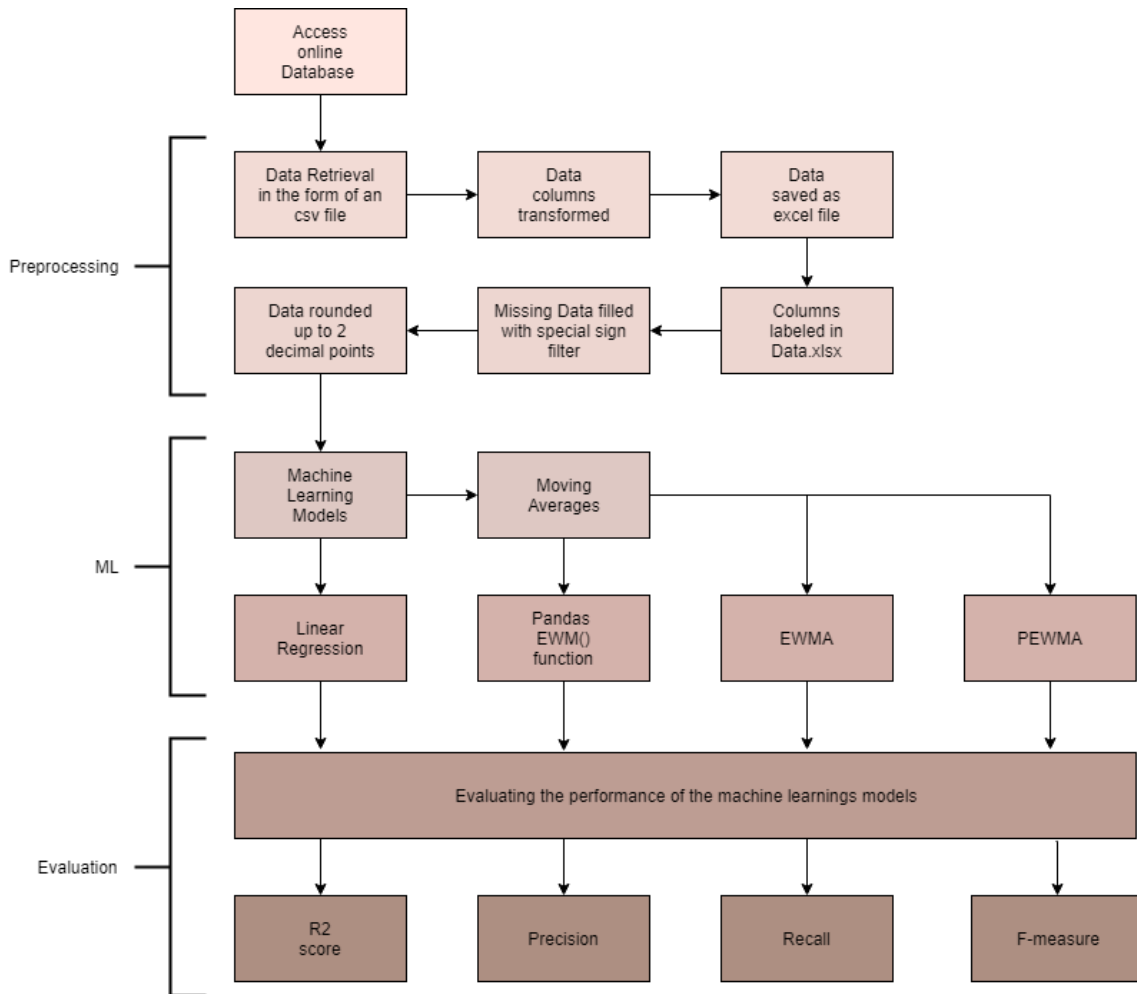 Access
online
Database
Preprocessing
Data Retrieval
in the form of an
csv file
Data
columns
transformed
Data
saved as
excel file
Data rounded
up to 2
decimal points
Missing Data filled
with special sign
filter
Columns
labeled in
Data.xlsx
ML
Machine
Learning
Models
Moving
Averages
Linear
Regression
Pandas
EWM()
function
EWMA
PEWMA
Evaluation
Evaluating the performance of the machine learnings models
R2
score
Precision
Recall
F-measure